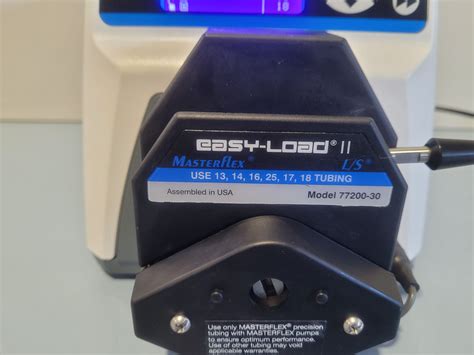 18
easy-Load® II
MASTERFLEX® L/S®
USE 13, 14, 16, 25, 17, 18 TUBING
Assembled in USA Model 77200-30
Use only MASTERFLEX® precision
tubing with MASTERFLEX pumps
to ensure optimum performance.
Use of other tubing may void
applicable warranties.